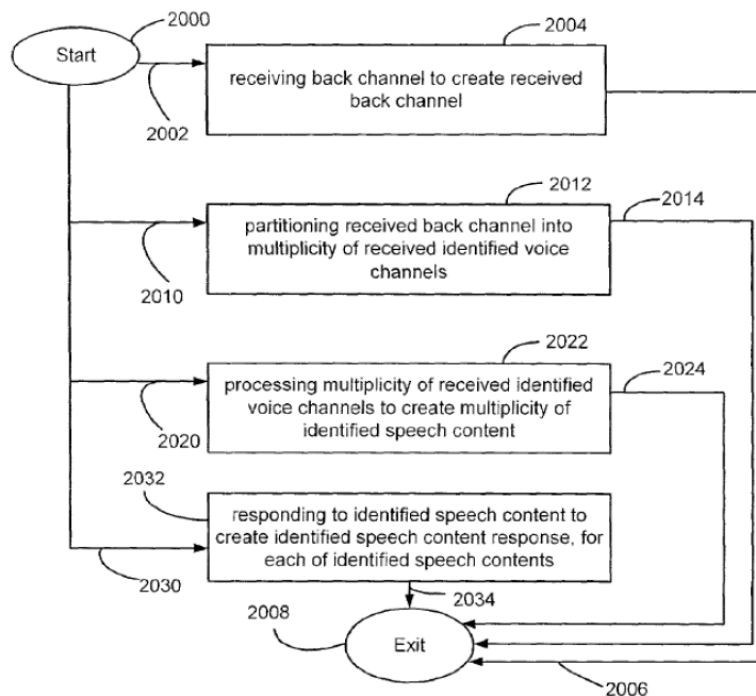 2000
Start
2004
receiving back channel to create received
back channel
2002
2012
2014
partitioning received back channel into
multiplicity of received identified voice
channels
2010
2022
2024
processing multiplicity of received identified
voice channels to create multiplicity of
identified speech content
2020
2032
responding to identified speech content to
create identified speech content response, for
each of identified speech contents
2030
2034
2008
Exit
2006